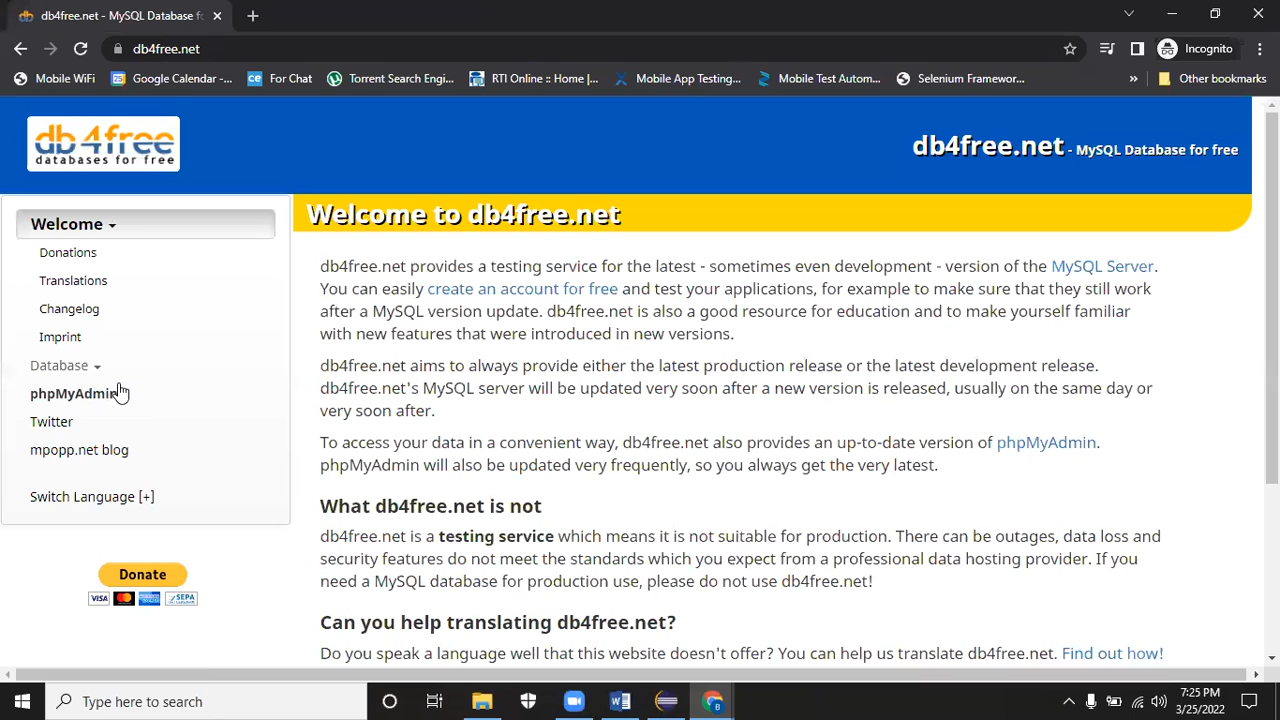 db4free.net - MySQL Database fo
db4free.net
Incognito
Mobile WiFi
Google Calendar -...
For Chat
Torrent Search Engi...
RTI Online :: Home |...
Mobile App Testing...
Mobile Test Autom...
Selenium Framewor...
Other bookmarks
db4free
databases for free
db4free.net - MySQL Database for free
Welcome
Donations
Translations
Changelog
Imprint
Database
phpMyAdmin
Twitter
mpopp.net blog
Switch Language [+]
Donate
VISA
SEPA
Welcome to db4free.net
db4free.net provides a testing service for the latest - sometimes even development - version of the MySQL Server.
You can easily create an account for free and test your applications, for example to make sure that they still work
after a MySQL version update. db4free.net is also a good resource for education and to make yourself familiar
with new features that were introduced in new versions.
db4free.net aims to always provide either the latest production release or the latest development release.
db4free.net's MySQL server will be updated very soon after a new version is released, usually on the same day or
very soon after.
To access your data in a convenient way, db4free.net also provides an up-to-date version of phpMyAdmin.
phpMyAdmin will also be updated very frequently, so you always get the very latest.
What db4free.net is not
db4free.net is a testing service which means it is not suitable for production. There can be outages, data loss and
security features do not meet the standards which you expect from a professional data hosting provider. If you
need a MySQL database for production use, please do not use db4free.net!
Can you help translating db4free.net?
Do you speak a language well that this website doesn't offer? You can help us translate db4free.net. Find out how!
Type here to search
7:25 PM
3/25/2022